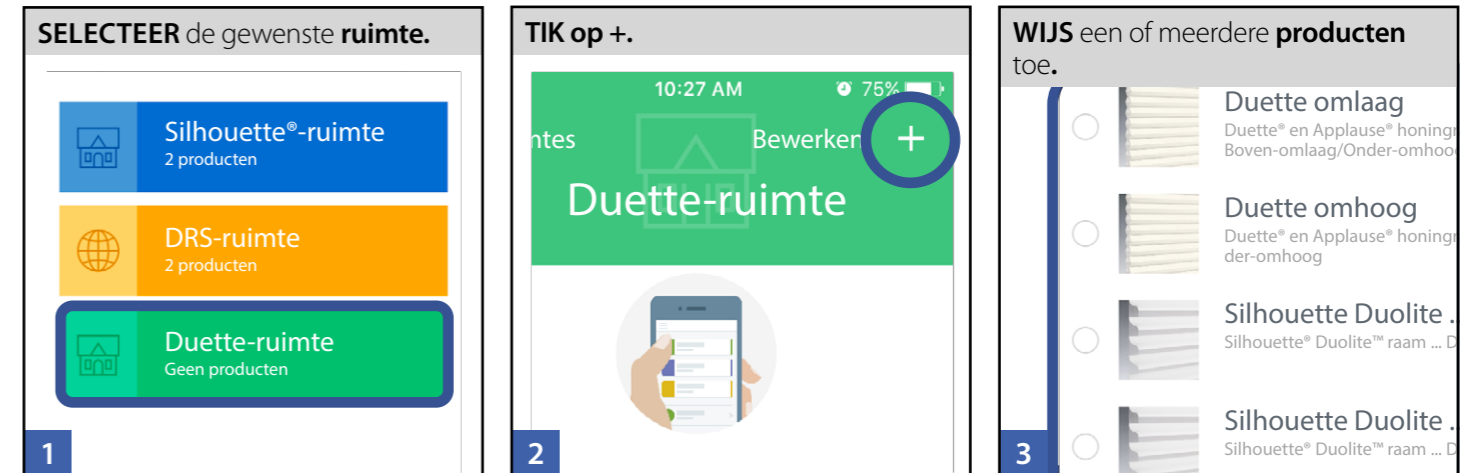 SELECTEER de gewenste ruimte.
Silhouette®-ruimte
2 producten
DRS-ruimte
2 producten
Duette-ruimte
Geen producten
1
TIK op +.
10:27 AM
75%
ntes
Bewerken
+
Duette-ruimte
2
WIJS een of meerdere producten
toe.
Duette omlaag
Duette® en Applause® honingr
Boven-omlaag/Onder-omhoo
Duette omhoog
Duette® en Applause® honingr
der-omhoog
Silhouette Duolite ..
Silhouette® Duolite™ raam ... D
Silhouette Duolite ..
Silhouette® Duolite™ raam ... D
3